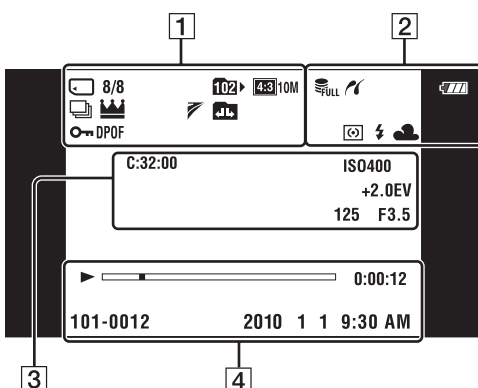 1
2
8/8 102 4:3 10M FULL
DPOF
C:32:00 ISO400
+2.0EV
125 F3.5
0:00:12
101-0012 2010 1 1 9:30 AM
3
4